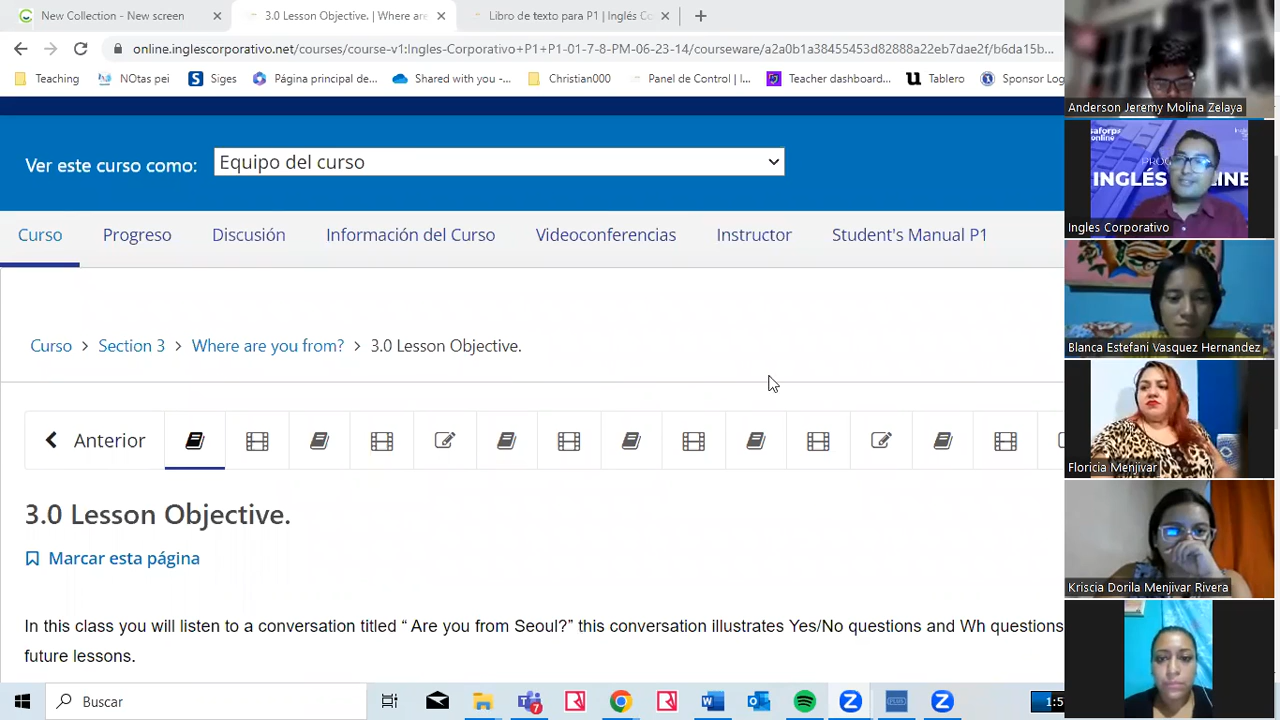 New Collection - New screen
3.0 Lesson Objective. | Where are
Libro de texto para P1 | Inglés Co
online.inglescorporativo.net/courses/course-v1:Ingles-Corporativo+P1+P1-01-7-8-PM-06-23-14/courseware/a2a0b1a38455453d82888a22eb7dae2f/b6da15b...
Teaching
NOtas pei
Siges
Página principal de...
Shared with you -...
Christian000
Panel de Control | I...
Teacher dashboard...
Tablero
Sponsor Log
Ver este curso como:
Equipo del curso
Curso
Progreso
Discusión
Información del Curso
Videoconferencias
Instructor
Student's Manual P1
Curso > Section 3 > Where are you from? > 3.0 Lesson Objective.
Anterior
3.0 Lesson Objective.
Marcar esta página
In this class you will listen to a conversation titled “ Are you from Seoul?” this conversation illustrates Yes/No questions and Wh questions
future lessons.
Buscar
1:5
Anderson Jeremy Molina Zelaya
INGLÉS
Ingles Corporativo
Blanca Estefani Vasquez Hernandez
Floricia Menjivar
Kriscia Dorila Menjivar Rivera